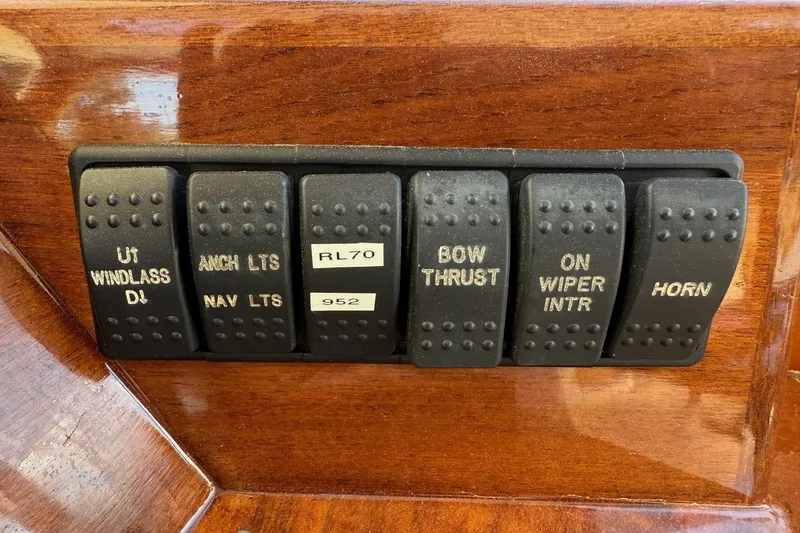 U↑
WINDLASS
D↓
ANCH LTS
NAV LTS
RL70
952
BOW
THRUST
ON
WIPER
INTR
HORN